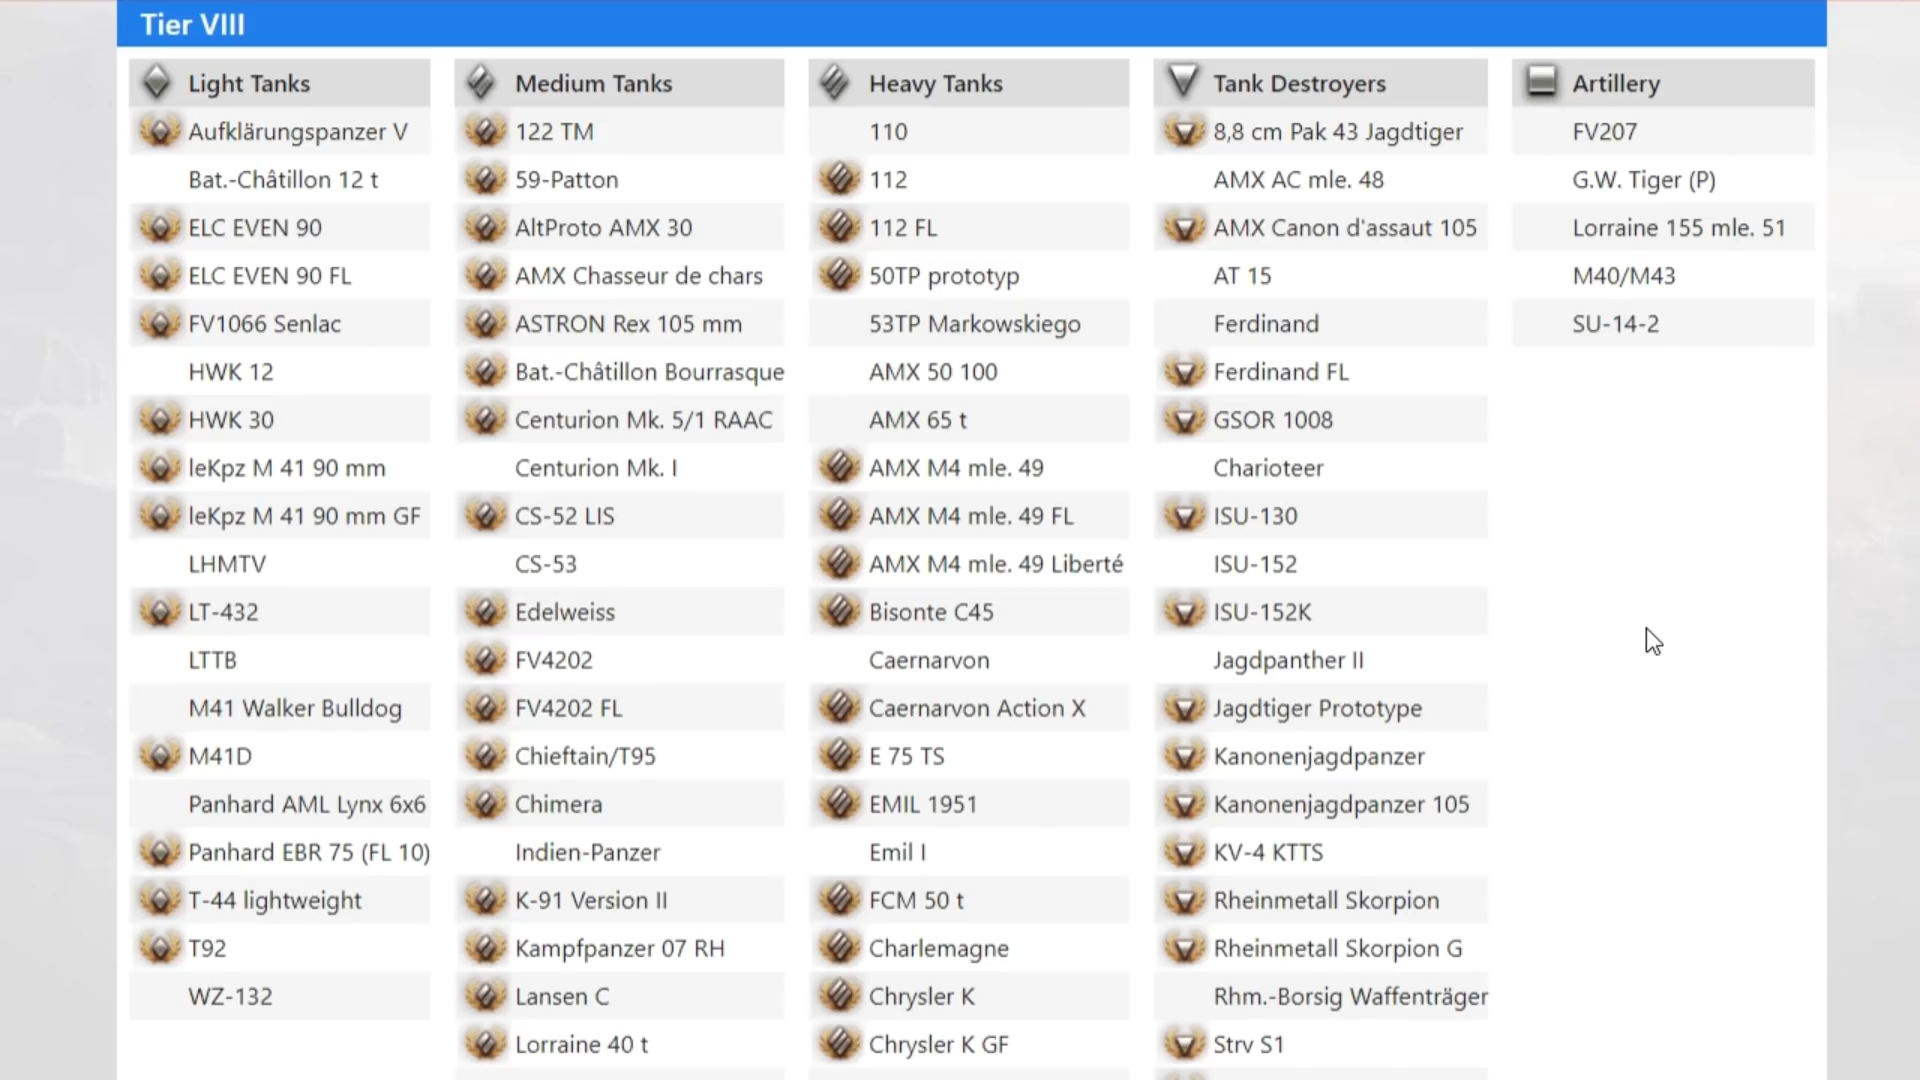 Tier VIII
Light Tanks
Aufklärungspanzer V
Bat.-Châtillon 12 t
ELC EVEN 90
ELC EVEN 90 FL
FV1066 Senlac
HWK 12
HWK 30
leKpz M 41 90 mm
leKpz M 41 90 mm GF
LHMTV
LT-432
LTTB
M41 Walker Bulldog
M41D
Panhard AML Lynx 6x6
Panhard EBR 75 (FL 10)
T-44 lightweight
T92
WZ-132
Medium Tanks
122 TM
59-Patton
AltProto AMX 30
AMX Chasseur de chars
ASTRON Rex 105 mm
Bat.-Châtillon Bourrasque
Centurion Mk. 5/1 RAAC
Centurion Mk. I
CS-52 LIS
CS-53
Edelweiss
FV4202
FV4202 FL
Chieftain/T95
Chimera
Indien-Panzer
K-91 Version II
Kampfpanzer 07 RH
Lansen C
Lorraine 40 t
Heavy Tanks
110
112
112 FL
50TP prototyp
53TP Markowskiego
AMX 50 100
AMX 65 t
AMX M4 mle. 49
AMX M4 mle. 49 FL
AMX M4 mle. 49 Liberté
Bisonte C45
Caernarvon
Caernarvon Action X
E 75 TS
EMIL 1951
Emil I
FCM 50 t
Charlemagne
Chrysler K
Chrysler K GF
Tank Destroyers
8,8 cm Pak 43 Jagdtiger
AMX AC mle. 48
AMX Canon d'assaut 105
AT 15
Ferdinand
Ferdinand FL
GSOR 1008
Charioteer
ISU-130
ISU-152
ISU-152K
Jagdpanther II
Jagdtiger Prototype
Kanonenjagdpanzer
Kanonenjagdpanzer 105
KV-4 KTTS
Rheinmetall Skorpion
Rheinmetall Skorpion G
Rhm.-Borsig Waffenträger
Strv S1
Artillery
FV207
G.W. Tiger (P)
Lorraine 155 mle. 51
M40/M43
SU-14-2